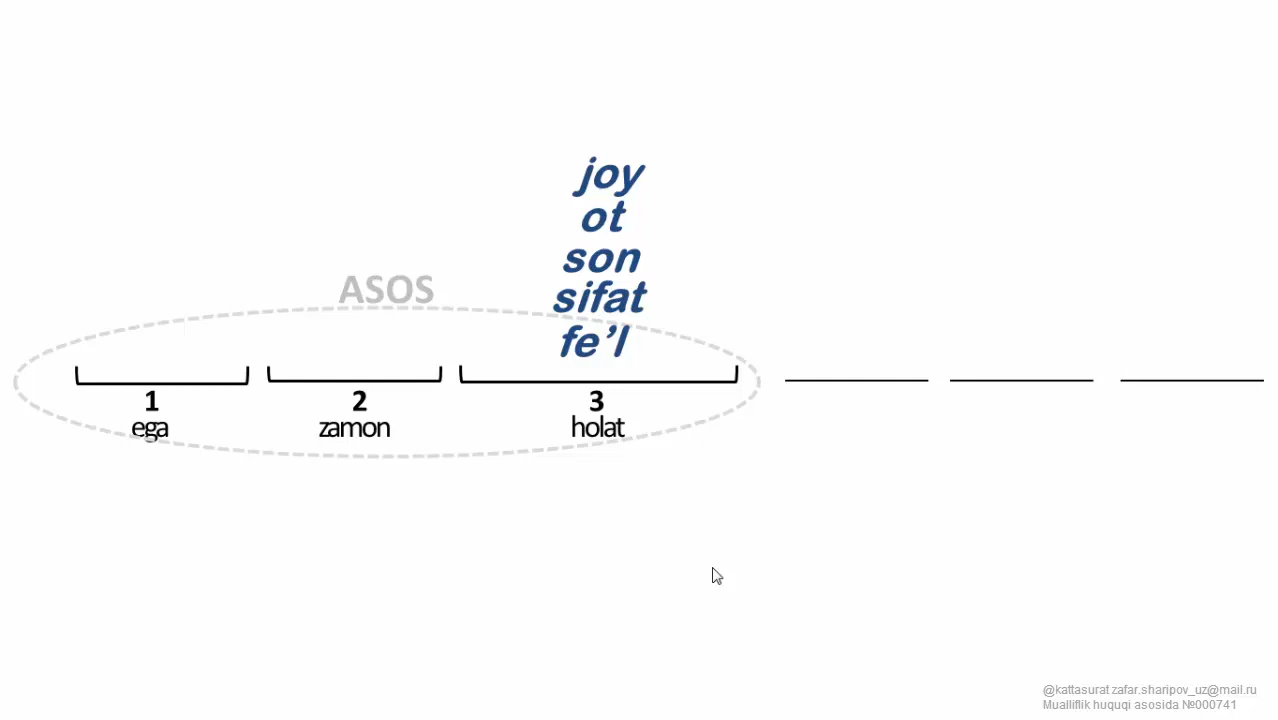 joy
ot
son
sifat
fe’l
ASOS
1 2 3
ega zamon holat
@kattasurat zafar.sharipov_uz@mail.ru
Mualliflik huquqi asosida №000741